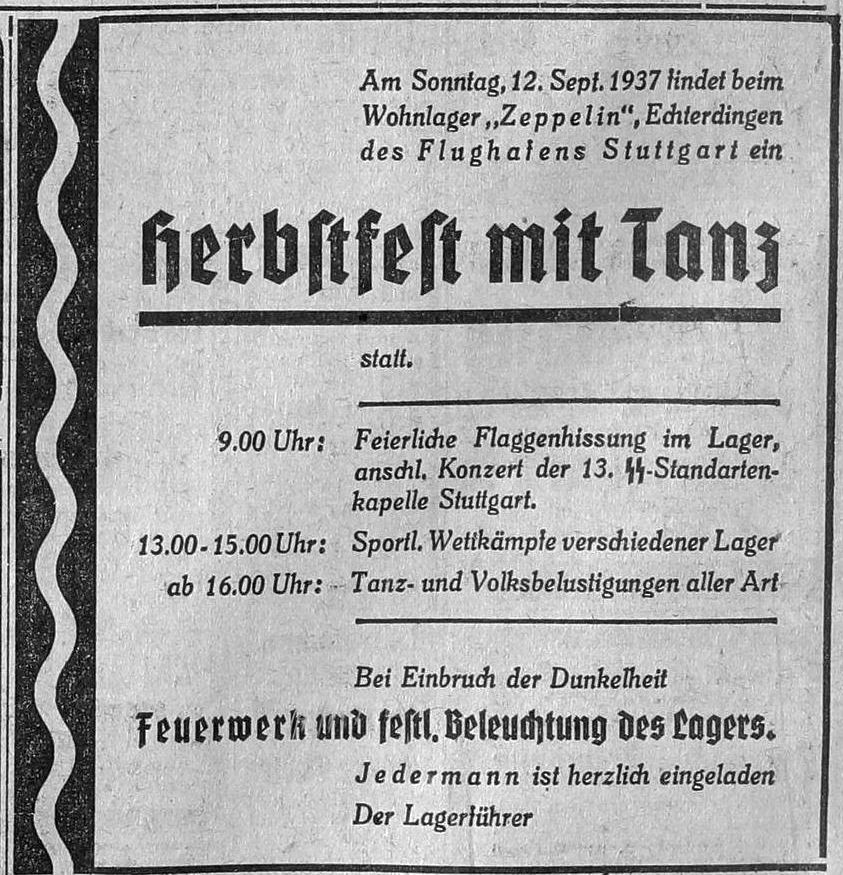 Am Sonntag, 12. Sept. 1937 findet beim
Wohnlager „Zeppelin“, Echterdingen
des Flughafens Stuttgart ein
Herbstfest mit Tanz
statt.
9.00 Uhr: Feierliche Flaggenhissung im Lager,
anschl. Konzert der 13. SS-Standarten-
kapelle Stuttgart.
13.00-15.00 Uhr: Sportl. Wettkämpfe verschiedener Lager
ab 16.00 Uhr: Tanz- und Volksbelustigungen aller Art
Bei Einbruch der Dunkelheit
Feuerwerk und festl. Beleuchtung des Lagers.
Jedermann ist herzlich eingeladen
Der Lagerführer